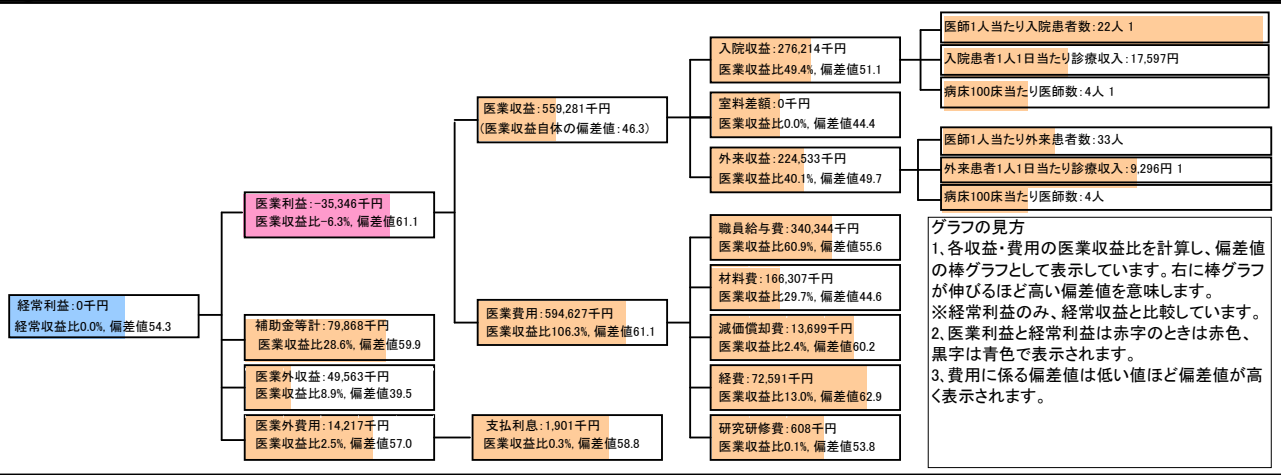 経常利益:0千円
経常収益比0.0%, 偏差値54.3
医業利益:-35,346千円
医業収益比-6.3%, 偏差値61.1
補助金等計:79,868千円
医業収益比28.6%, 偏差値59.9
医業外収益:49,563千円
医業収益比8.9%, 偏差値39.5
医業外費用:14,217千円
医業収益比2.5%, 偏差値57.0
支払利息:1,901千円
医業収益比0.3%, 偏差値58.8
医業収益:559,281千円
(医業収益自体の偏差値:46.3)
医業費用:594,627千円
医業収益比106.3%, 偏差値61.1
入院収益:276,214千円
医業収益比49.4%, 偏差値51.1
室料差額:0千円
医業収益比0.0%, 偏差値44.4
外来収益:224,533千円
医業収益比40.1%, 偏差値49.7
職員給与費:340,344千円
医業収益比60.9%, 偏差値55.6
材料費:166,307千円
医業収益比29.7%, 偏差値44.6
減価償却費:13,699千円
医業収益比2.4%, 偏差値60.2
経費:72,591千円
医業収益比13.0%, 偏差値62.9
研究研修費:608千円
医業収益比0.1%, 偏差値53.8
医師1人当たり入院患者数:22人 1
入院患者1人1日当たり診療収入:17,597円
病床100床当たり医師数:4人 1
医師1人当たり外来患者数:33人
外来患者1人1日当たり診療収入:9,296円 1
病床100床当たり医師数:4人
グラフの見方
1、各収益・費用の医業収益比を計算し、偏差値
の棒グラフとして表示しています。右に棒グラフ
が伸びるほど高い偏差値を意味します。
※経常利益のみ、経常収益と比較しています。
2、医業利益と経常利益は赤字のときは赤色、
黒字は青色で表示されます。
3、費用に係る偏差値は低い値ほど偏差値が高
く表示されます。